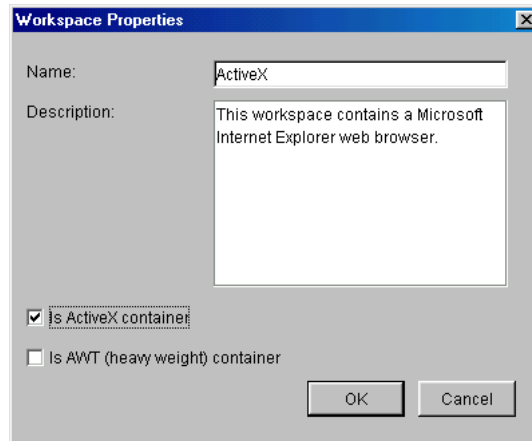 Workspace Properties
Name:
ActiveX
Description:
This workspace contains a Microsoft
Internet Explorer web browser.
Is ActiveX container
Is AWT (heavy weight) container
OK
Cancel